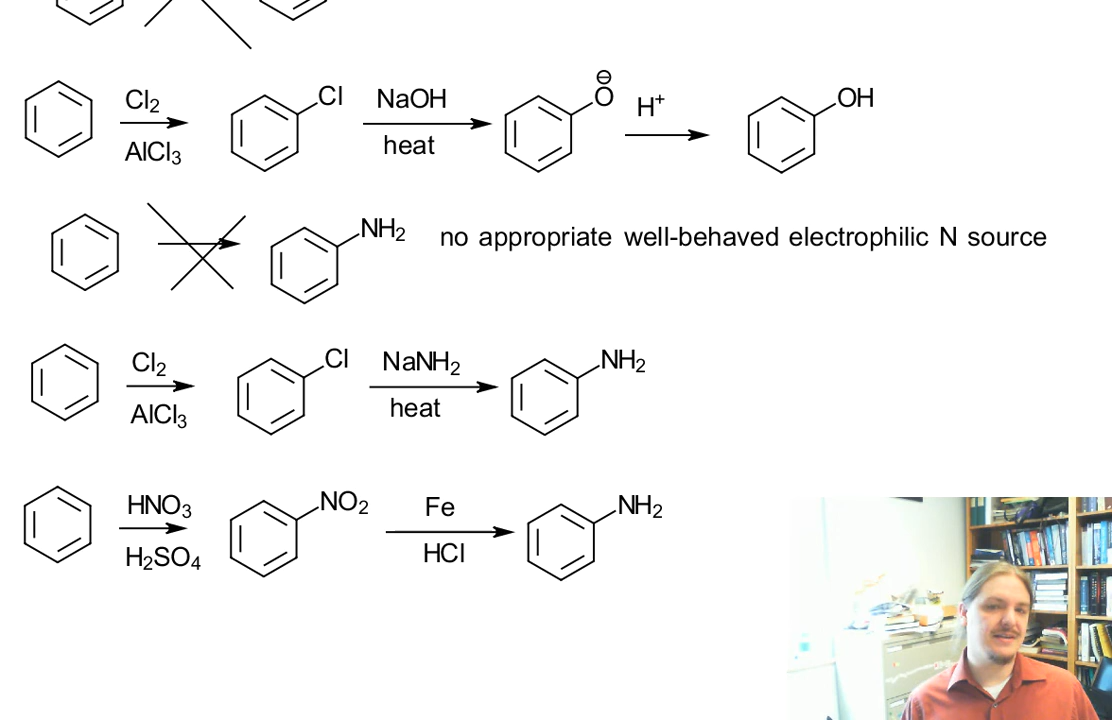 Cl2 Cl NaOH ⊖ O H+ OH
AlCl3 heat
NH2 no appropriate well-behaved electrophilic N source
Cl2 Cl NaNH2 NH2
AlCl3 heat
HNO3 NO2 Fe NH2
H2SO4 HCl